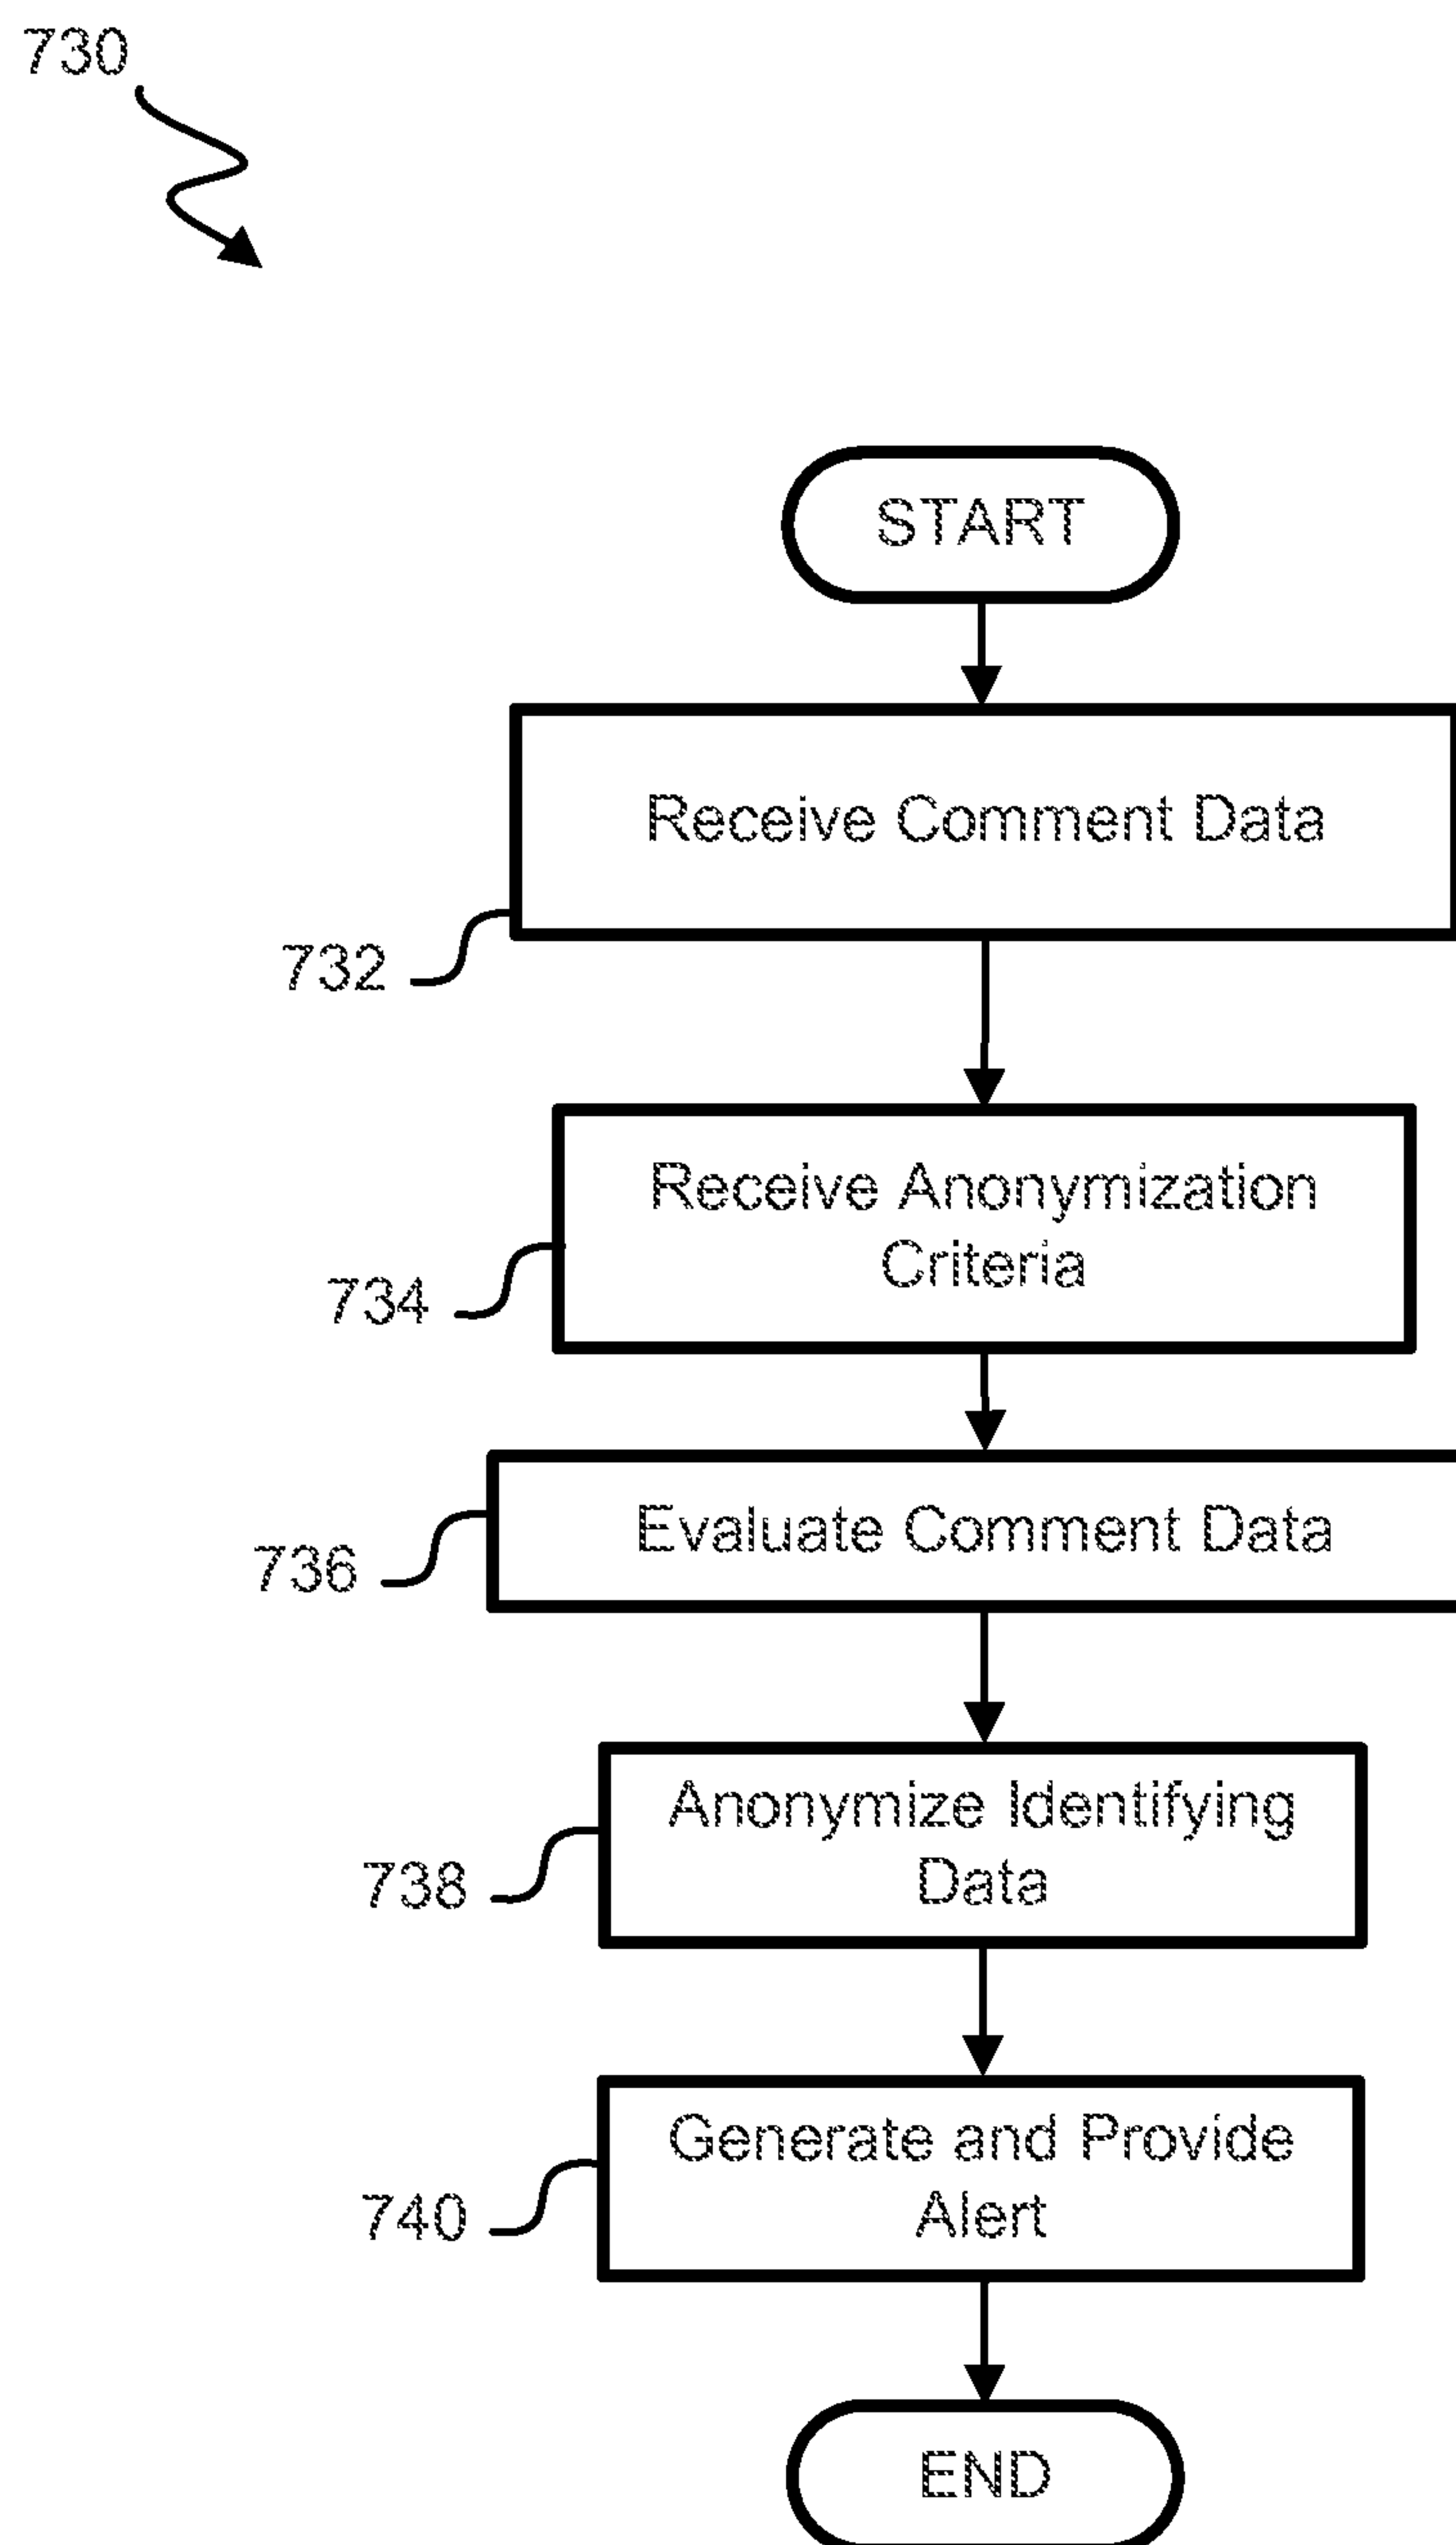 730
START
Receive Comment Data
732
Receive Anonymization
Criteria
734
Evaluate Comment Data
736
Anonymize Identifying
Data
738
Generate and Provide
Alert
740
END